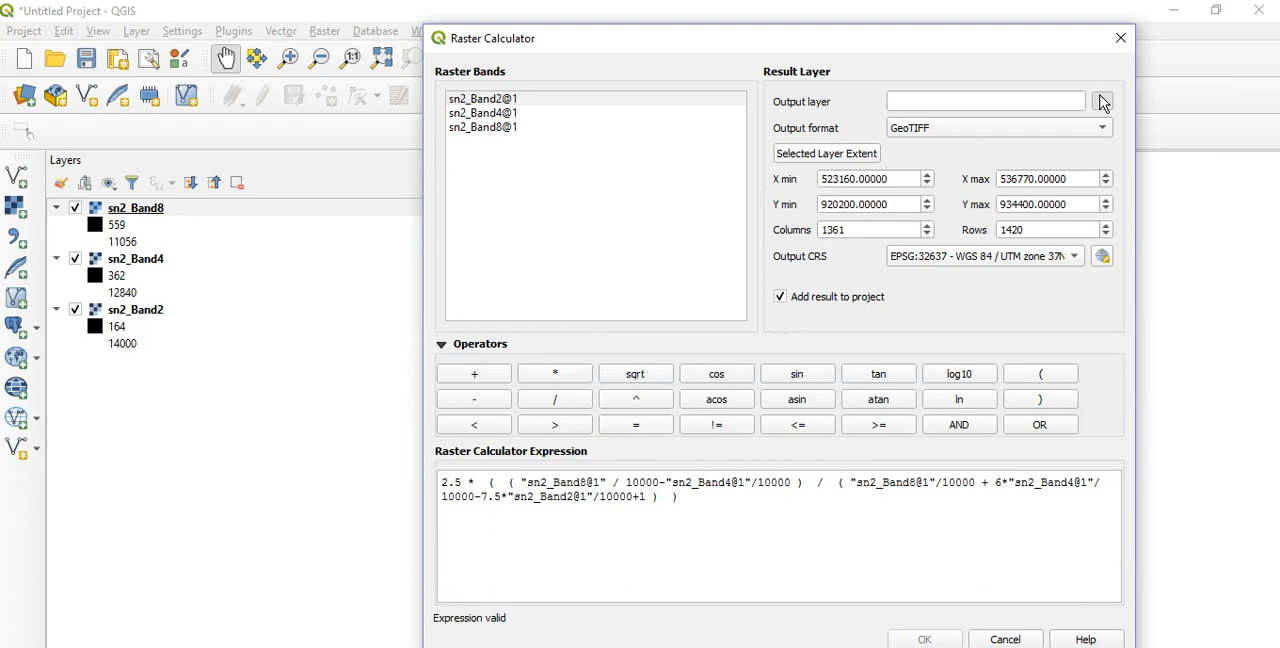 *Untitled Project - QGIS
Project Edit View Layer Settings Plugins Vector Raster Database W
Raster Calculator
Raster Bands
Result Layer
sn2_Band2@1
sn2_Band4@1
sn2_Band8@1
Output layer
Output format GeoTIFF
Selected Layer Extent
X min 523160.00000 X max 536770.00000
Y min 920200.00000 Y max 934400.00000
Columns 1361 Rows 1420
Output CRS EPSG:32637 - WGS 84 / UTM zone 37N
Add result to project
Layers
sn2_Band8
559
11056
sn2_Band4
362
12840
sn2_Band2
164
14000
Operators
+ * sqrt cos sin tan log10 (
- / ^ acos asin atan ln )
< > = != <= >= AND OR
Raster Calculator Expression
2.5 * ( ( "sn2_Band8@1" / 10000-"sn2_Band4@1"/10000 ) / ( "sn2_Band8@1"/10000 + 6*"sn2_Band4@1"/
10000-7.5*"sn2_Band2@1"/10000+1 ) )
Expression valid
OK Cancel Help